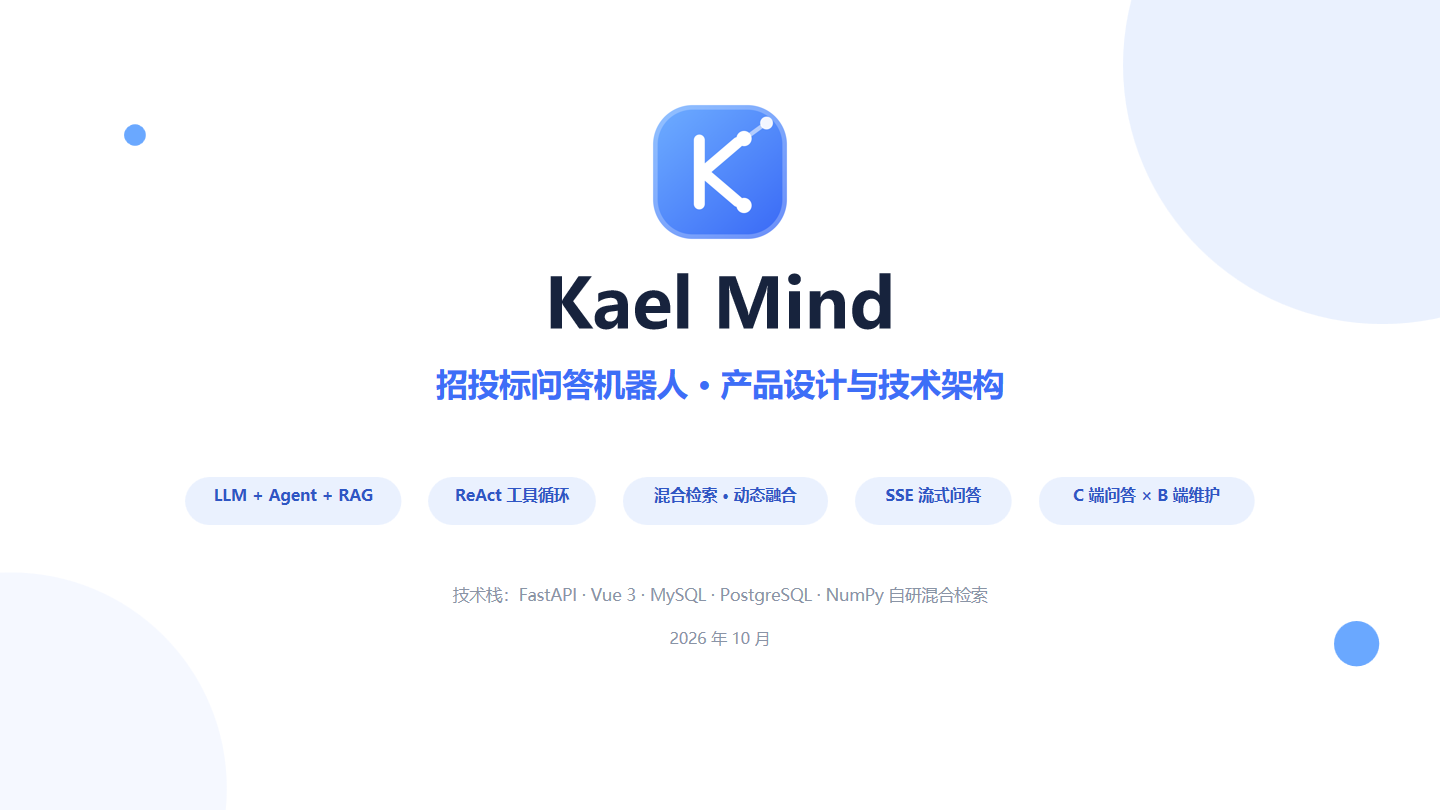 K
Kael Mind
招投标问答机器人 · 产品设计与技术架构
LLM + Agent + RAG
ReAct 工具循环
混合检索 · 动态融合
SSE 流式问答
C 端问答 × B 端维护
技术栈：FastAPI · Vue 3 · MySQL · PostgreSQL · NumPy 自研混合检索
2026 年 10 月